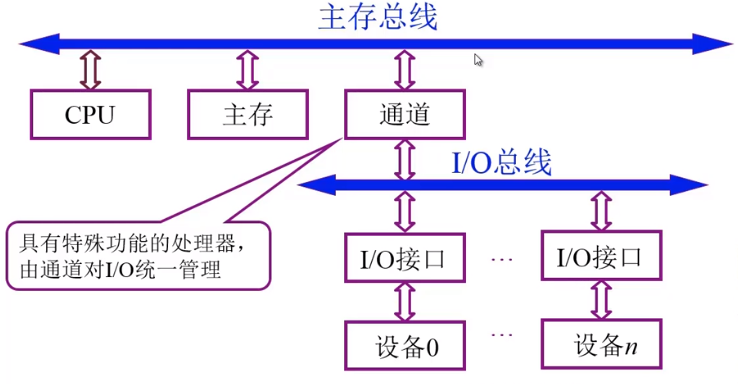 主存总线
CPU
主存
通道
I/O总线
具有特殊功能的处理器，
由通道对I/O统一管理
I/O接口
…
I/O接口
设备0
…
设备n